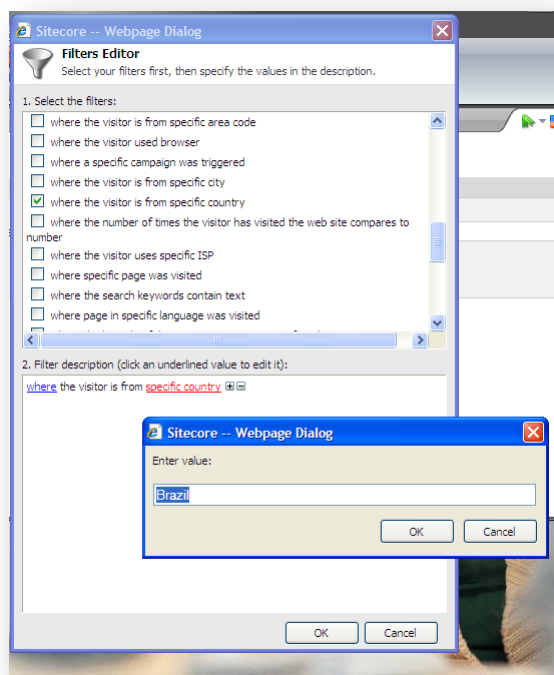 Sitecore -- Webpage Dialog
Filters Editor
Select your filters first, then specify the values in the description.
1. Select the filters:
where the visitor is from specific area code
where the visitor used browser
where a specific campaign was triggered
where the visitor is from specific city
where the visitor is from specific country
where the number of times the visitor has visited the web site compares to
number
where the visitor uses specific ISP
where specific page was visited
where the search keywords contain text
where page in specific language was visited
2. Filter description (click an underlined value to edit it):
where the visitor is from specific country
Sitecore -- Webpage Dialog
Enter value:
Brazil
OK Cancel
OK Cancel